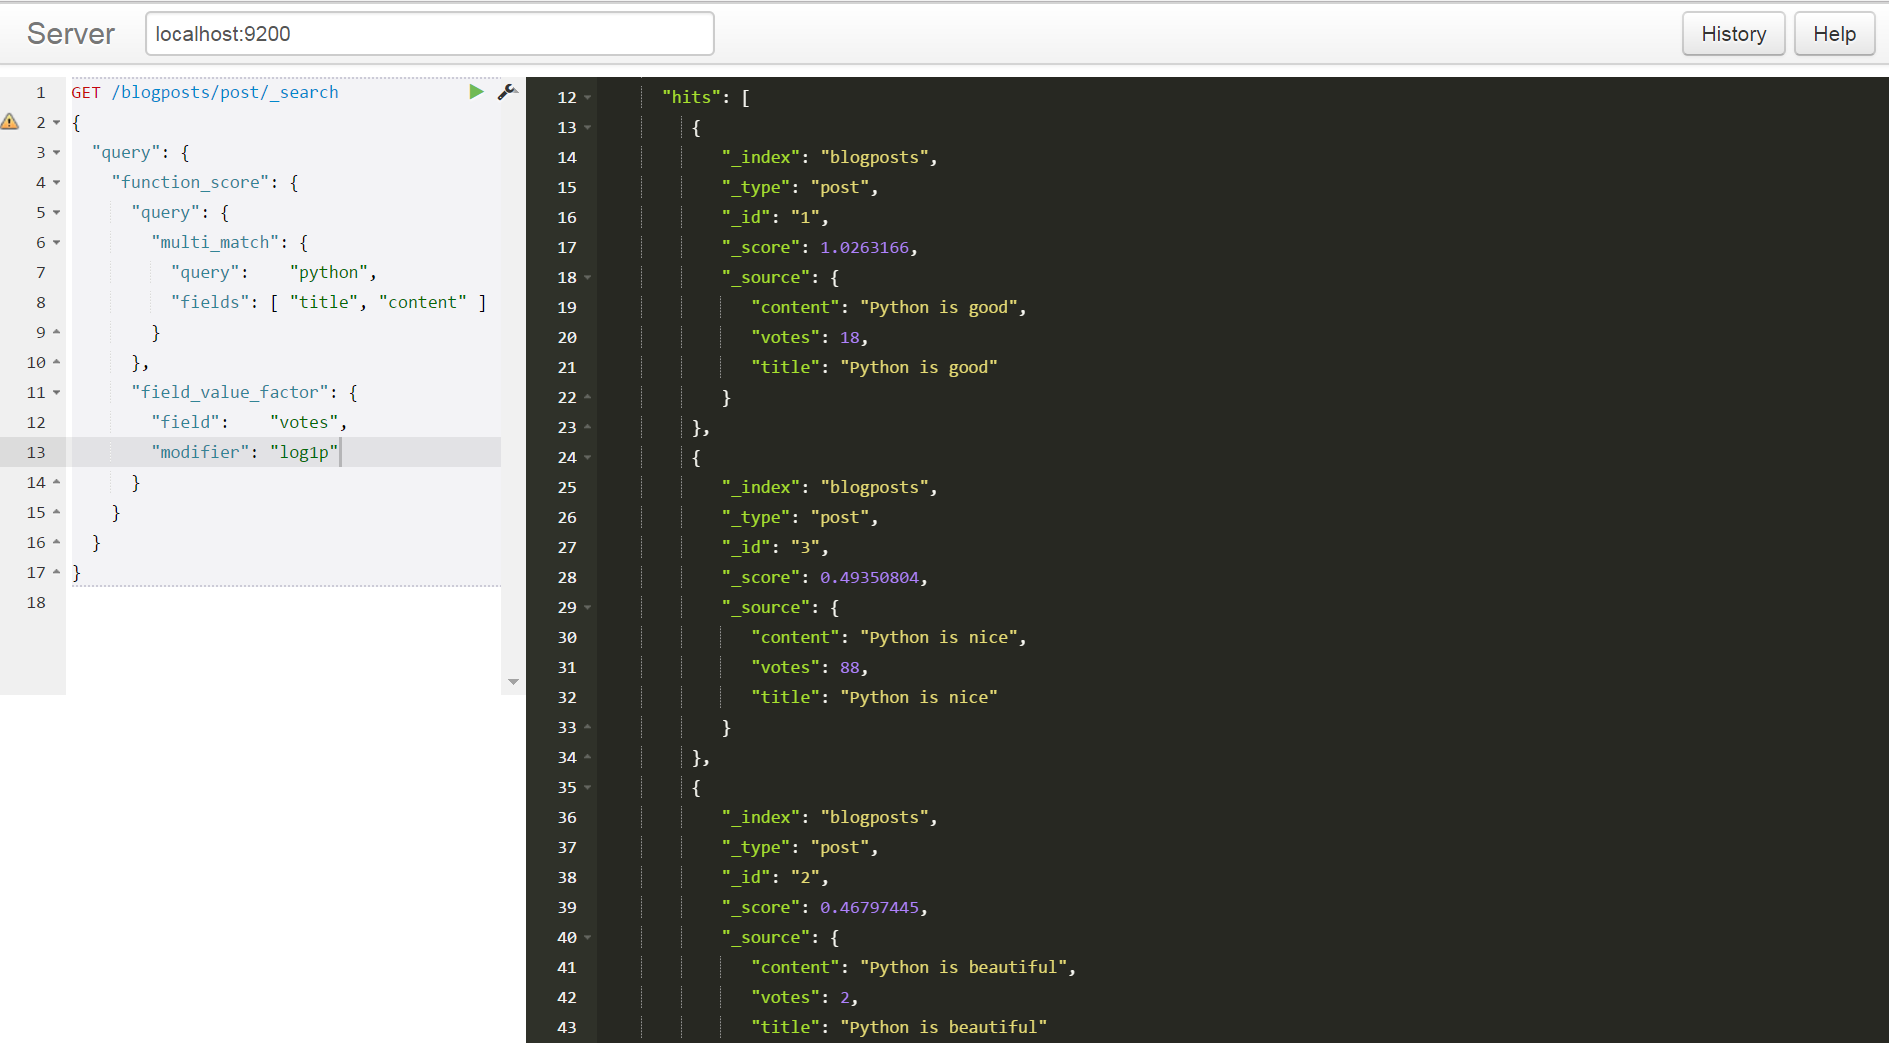 Server localhost:9200 History Help
1 GET /blogposts/post/_search
2 {
3   "query": {
4     "function_score": {
5       "query": {
6         "multi_match": {
7           "query":    "python",
8           "fields": [ "title", "content" ]
9         }
10       },
11       "field_value_factor": {
12         "field":    "votes",
13         "modifier": "log1p"
14       }
15     }
16   }
17 }
18
12 "hits": [
13 {
14 "_index": "blogposts",
15 "_type": "post",
16 "_id": "1",
17 "_score": 1.0263166,
18 "_source": {
19 "content": "Python is good",
20 "votes": 18,
21 "title": "Python is good"
22 }
23 },
24 {
25 "_index": "blogposts",
26 "_type": "post",
27 "_id": "3",
28 "_score": 0.49350804,
29 "_source": {
30 "content": "Python is nice",
31 "votes": 88,
32 "title": "Python is nice"
33 }
34 },
35 {
36 "_index": "blogposts",
37 "_type": "post",
38 "_id": "2",
39 "_score": 0.46797445,
40 "_source": {
41 "content": "Python is beautiful",
42 "votes": 2,
43 "title": "Python is beautiful"